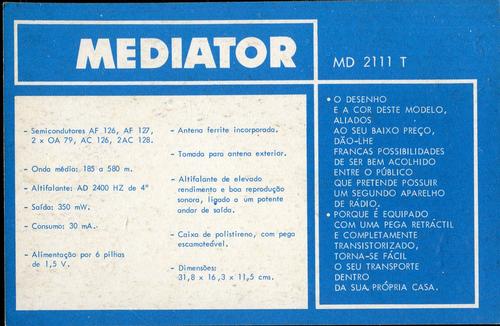 MEDIATOR
MD 2111 T
- Semicondutores AF 126, AF 127,
2 x OA 79, AC 126, 2AC 128.
- Onda média: 185 a 580 m.
- Altifalante: AD 2400 HZ de 4"
- Saída: 350 mW.
- Consumo: 30 mA.
- Alimentação por 6 pilhas
de 1,5 V.
- Antena ferrite incorporada.
- Tomada para antena exterior.
- Altifalante de elevado
rendimento e boa reprodução
sonora, ligado a um potente
andar de saída.
- Caixa de polistireno, com pega
escamoteável.
- Dimensões:
31,8 x 16,3 x 11,5 cms.
• O DESENHO
E A COR DESTE MODELO,
ALIADOS
AO SEU BAIXO PREÇO,
DÃO-LHE
FRANCAS POSSIBILIDADES
DE SER BEM ACOLHIDO
ENTRE O PÚBLICO
QUE PRETENDE POSSUIR
UM SEGUNDO APARELHO
DE RÁDIO.
• PORQUE É EQUIPADO
COM UMA PEGA RETRÁCTIL
E COMPLETAMENTE
TRANSISTORIZADO,
TORNA-SE FÁCIL
O SEU TRANSPORTE
DENTRO
DA SUA PRÓPRIA CASA.